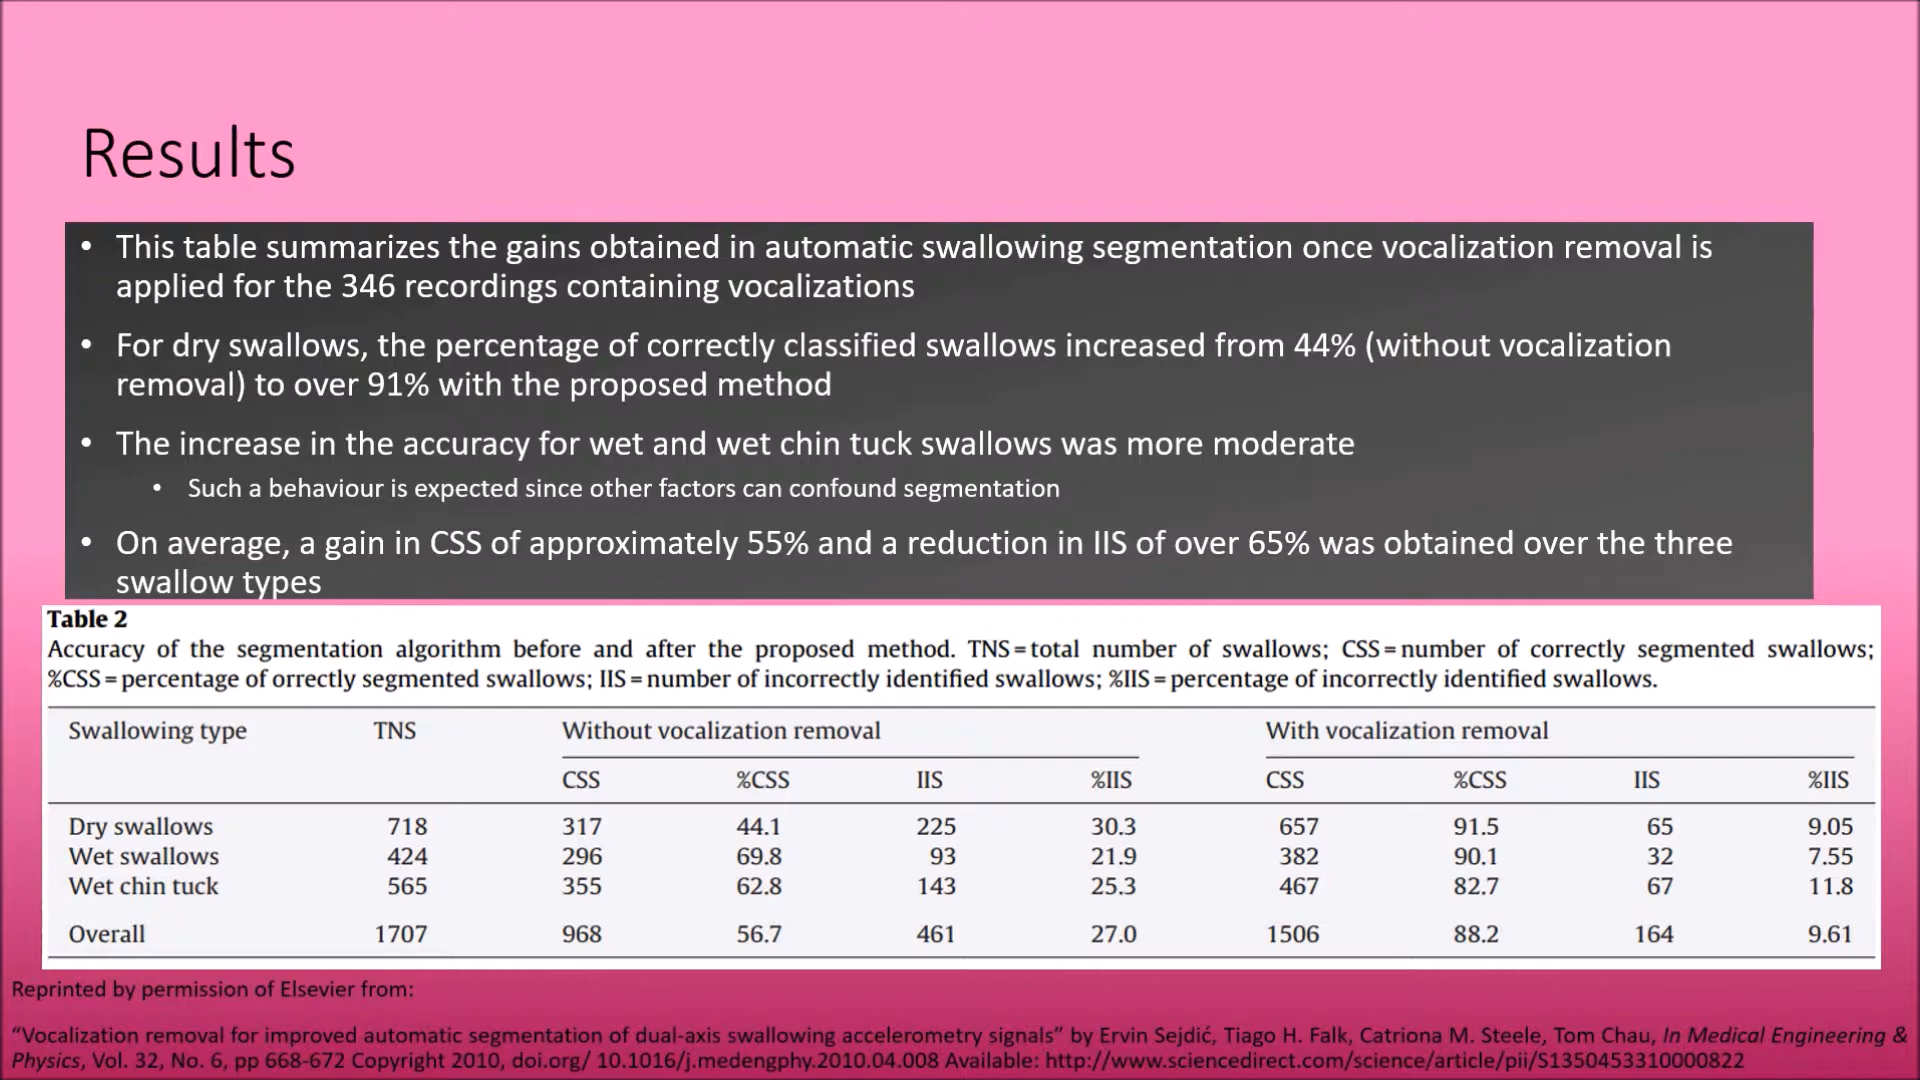 Results
• This table summarizes the gains obtained in automatic swallowing segmentation once vocalization removal is
applied for the 346 recordings containing vocalizations
• For dry swallows, the percentage of correctly classified swallows increased from 44% (without vocalization
removal) to over 91% with the proposed method
• The increase in the accuracy for wet and wet chin tuck swallows was more moderate
• Such a behaviour is expected since other factors can confound segmentation
• On average, a gain in CSS of approximately 55% and a reduction in IIS of over 65% was obtained over the three
swallow types
Table 2
Accuracy of the segmentation algorithm before and after the proposed method. TNS = total number of swallows; CSS = number of correctly segmented swallows;
%CSS = percentage of orrectly segmented swallows; IIS = number of incorrectly identified swallows; %IIS = percentage of incorrectly identified swallows.
Swallowing type TNS Without vocalization removal With vocalization removal
CSS %CSS IIS %IIS CSS %CSS IIS %IIS
Dry swallows 718 317 44.1 225 30.3 657 91.5 65 9.05
Wet swallows 424 296 69.8 93 21.9 382 90.1 32 7.55
Wet chin tuck 565 355 62.8 143 25.3 467 82.7 67 11.8
Overall 1707 968 56.7 461 27.0 1506 88.2 164 9.61
Reprinted by permission of Elsevier from:
“Vocalization removal for improved automatic segmentation of dual-axis swallowing accelerometry signals” by Ervin Sejdić, Tiago H. Falk, Catriona M. Steele, Tom Chau, In Medical Engineering &
Physics, Vol. 32, No. 6, pp 668-672 Copyright 2010, doi.org/ 10.1016/j.medengphy.2010.04.008 Available: http://www.sciencedirect.com/science/article/pii/S1350453310000822